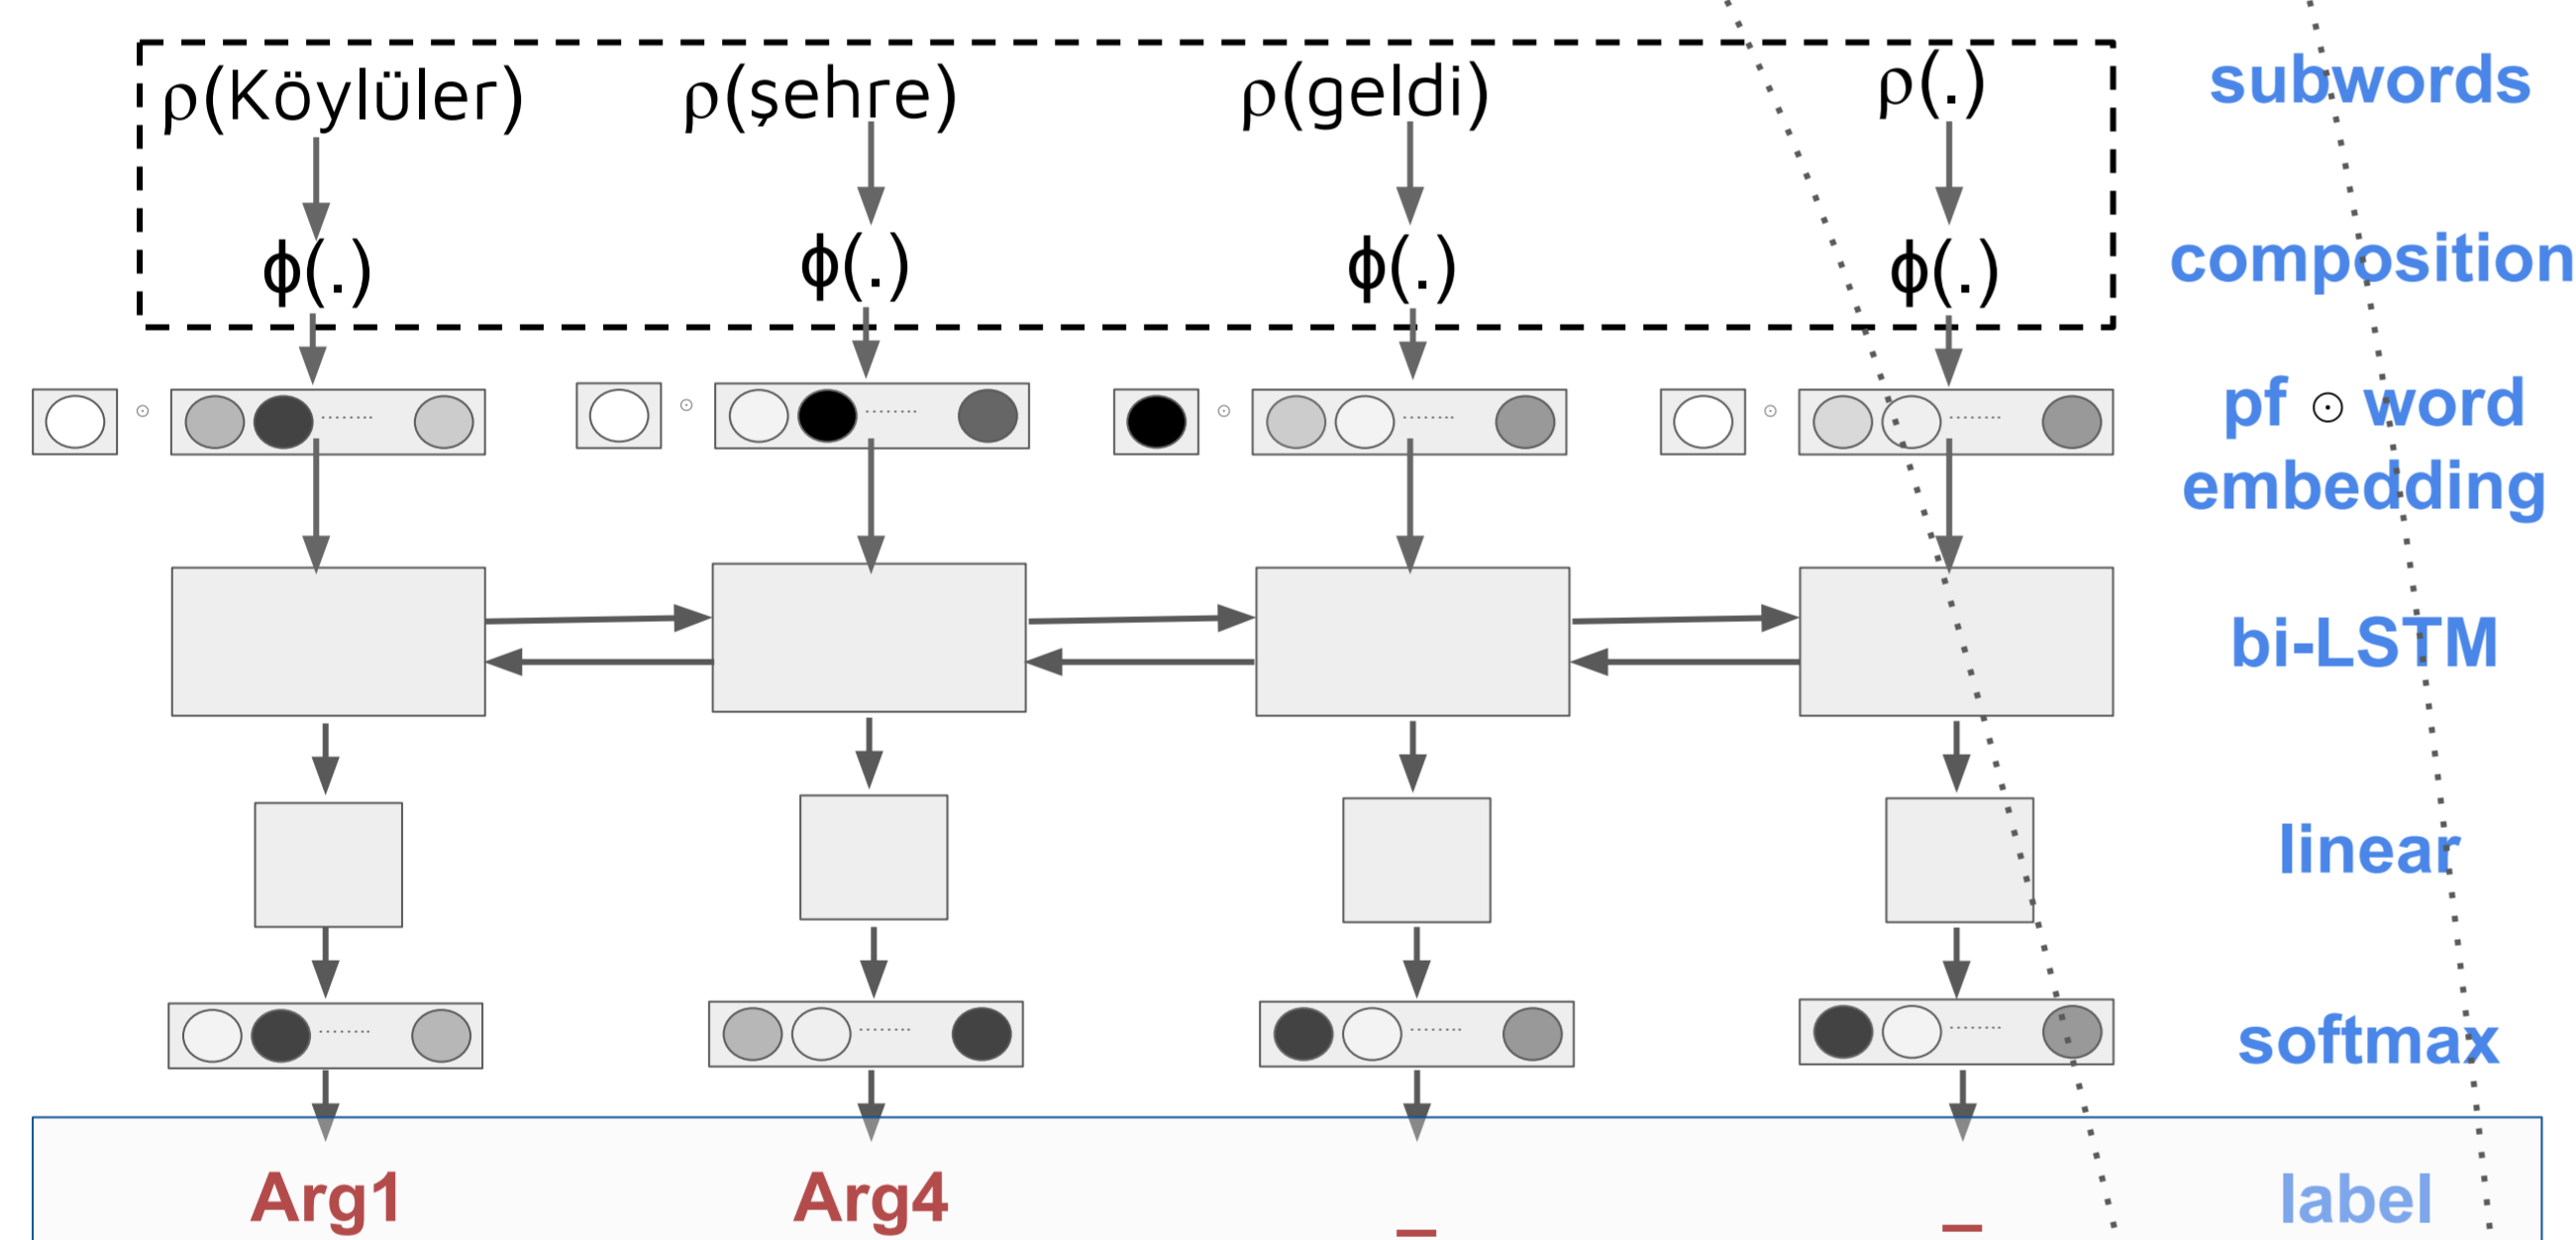 ρ(Köylüler) ρ(şehre) ρ(geldi) ρ(.) subwords
ϕ(.) ϕ(.) ϕ(.) ϕ(.) composition
⊙ ⊙ ⊙ ⊙ pf ⊙ word
embedding
bi-LSTM
linear
softmax
Arg1 Arg4 _ _ label